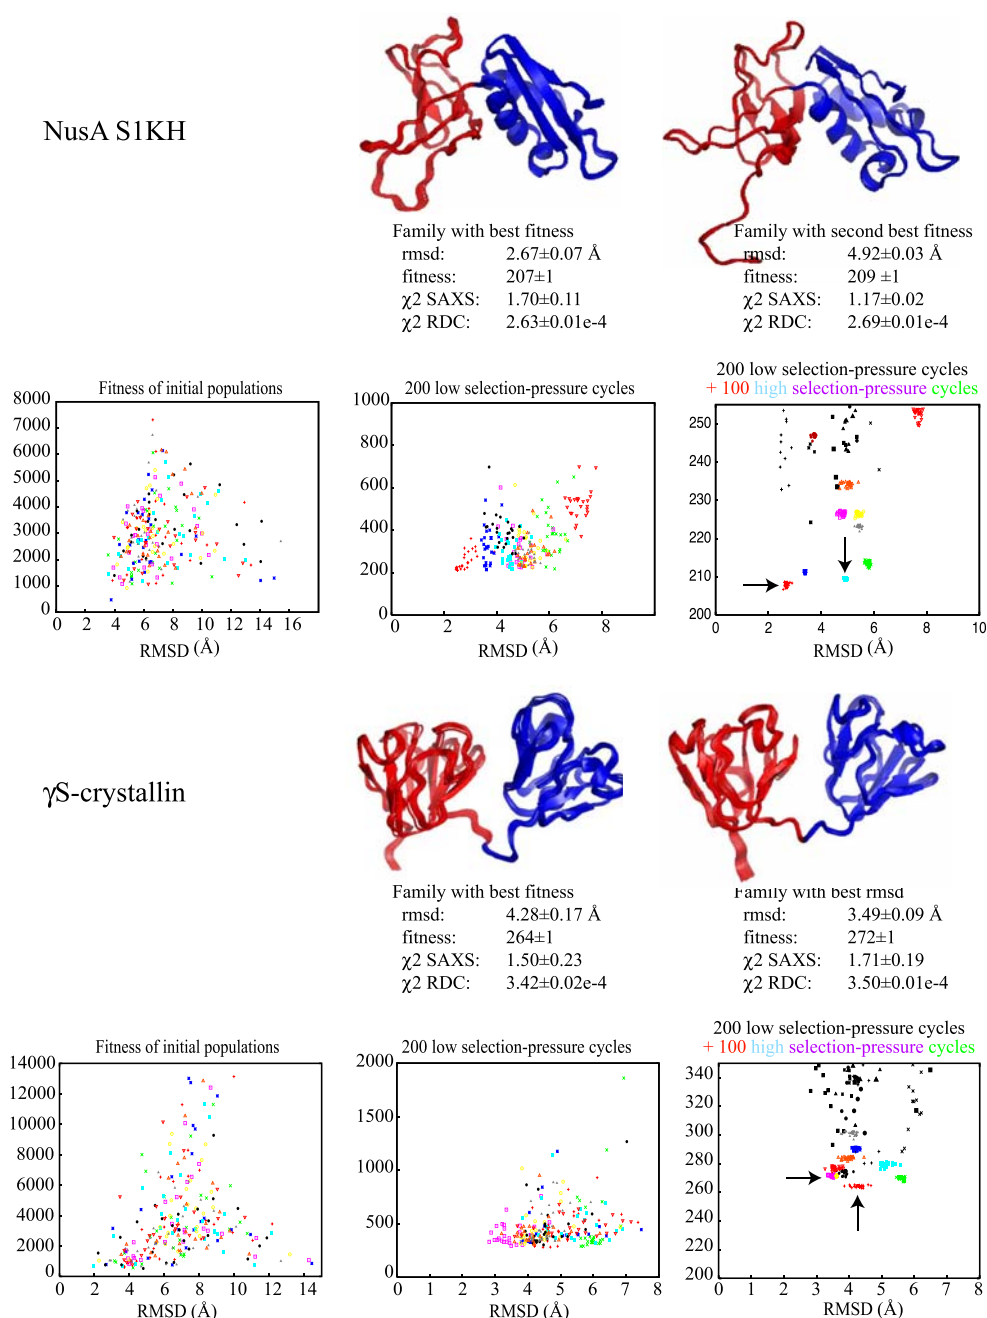 NusA S1KH
Family with best fitness
rmsd: 2.67±0.07 Å
fitness: 207±1
χ2 SAXS: 1.70±0.11
χ2 RDC: 2.63±0.01e-4
Family with second best fitness
rmsd: 4.92±0.03 Å
fitness: 209 ±1
χ2 SAXS: 1.17±0.02
χ2 RDC: 2.69±0.01e-4
Fitness of initial populations
8000
7000
6000
5000
4000
3000
2000
1000
0
0 2 4 6 8 10 12 14 16
RMSD (Å)
200 low selection-pressure cycles
1000
800
600
400
200
0
0 2 4 6 8 10
RMSD (Å)
200 low selection-pressure cycles
+ 100 high selection-pressure cycles
250
240
230
220
210
200
0 2 4 6 8 10
RMSD (Å)
γS-crystallin
Family with best fitness
rmsd: 4.28±0.17 Å
fitness: 264±1
χ2 SAXS: 1.50±0.23
χ2 RDC: 3.42±0.02e-4
Family with best rmsd
rmsd: 3.49±0.09 Å
fitness: 272±1
χ2 SAXS: 1.71±0.19
χ2 RDC: 3.50±0.01e-4
Fitness of initial populations
14000
12000
10000
8000
6000
4000
2000
0
0 2 4 6 8 10 12 14
RMSD (Å)
200 low selection-pressure cycles
2000
1500
1000
500
0
0 1 2 3 4 5 6 7 8
RMSD (Å)
200 low selection-pressure cycles
+ 100 high selection-pressure cycles
340
320
300
280
260
240
220
200
0 1 2 3 4 5 6 7 8
RMSD (Å)